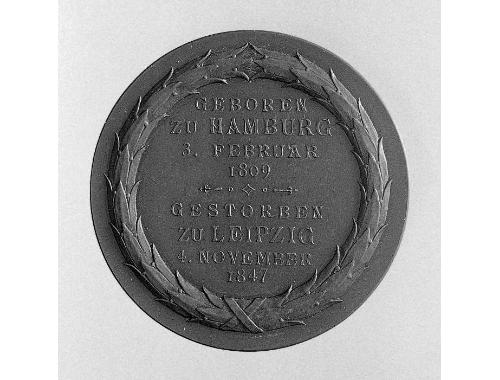 GEBOREN
ZU HAMBURG
3. FEBRUAR
1809
GESTORBEN
ZU LEIPZIG
4. NOVEMBER
1847